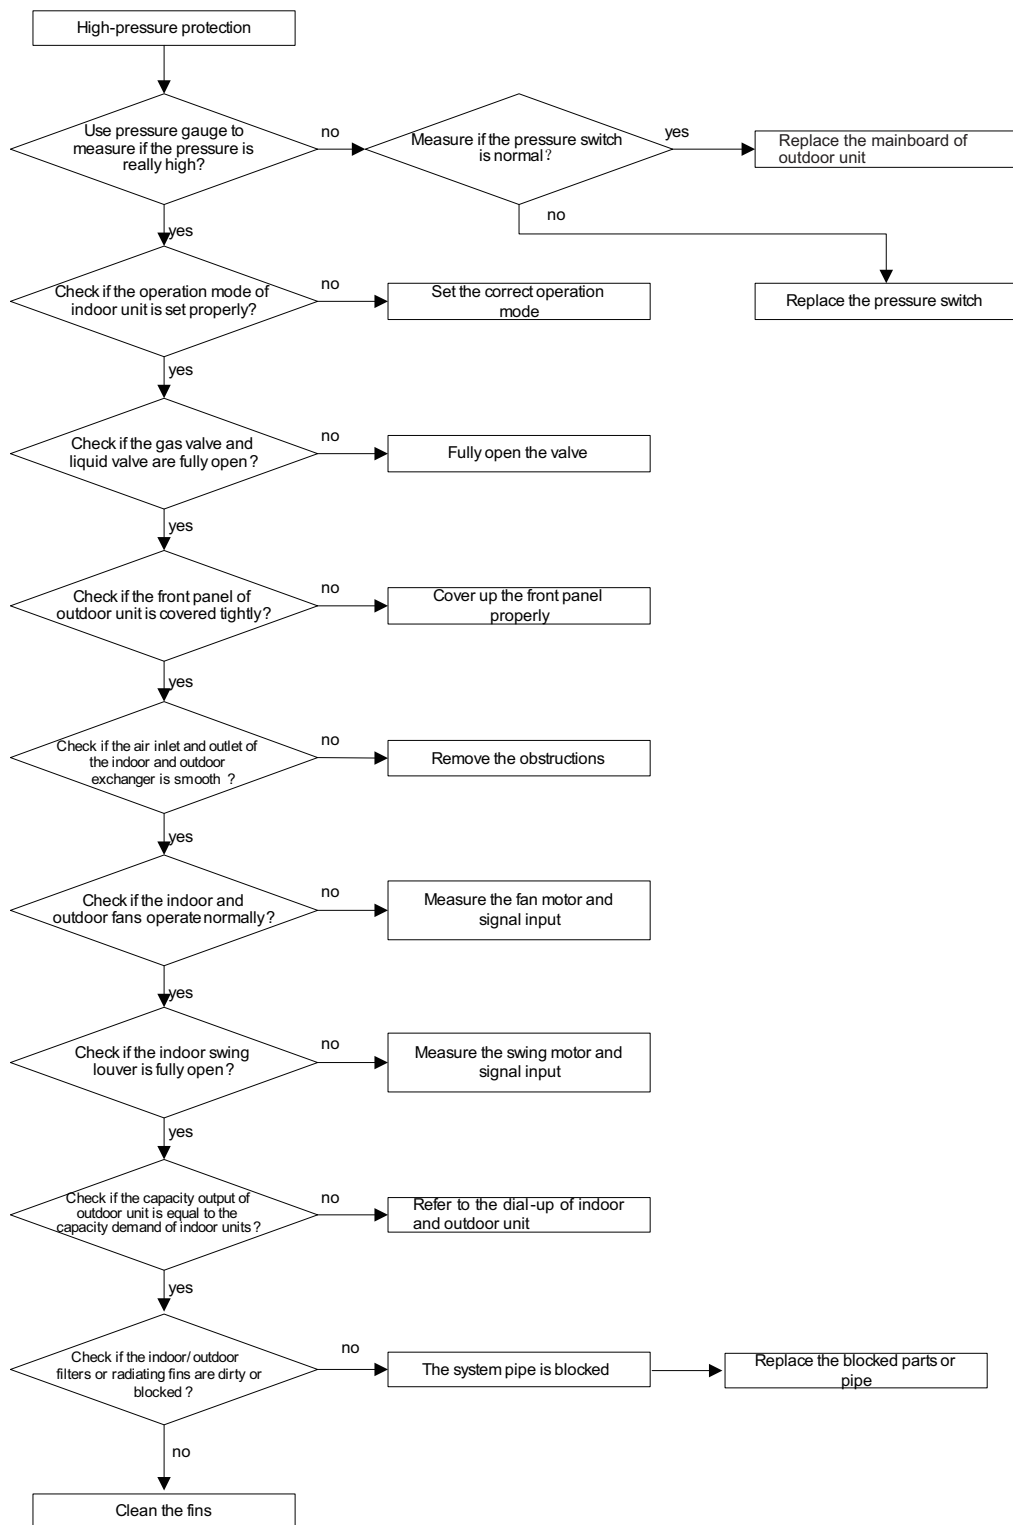 High-pressure protection
Use pressure gauge to
measure if the pressure is
really high?
no
Measure if the pressure switch
is normal?
yes
Replace the mainboard of
outdoor unit
no
yes
Replace the pressure switch
Check if the operation mode of
indoor unit is set properly?
no
Set the correct operation
mode
yes
Check if the gas valve and
liquid valve are fully open?
no
Fully open the valve
yes
Check if the front panel of
outdoor unit is covered tightly?
no
Cover up the front panel
properly
yes
Check if the air inlet and outlet of
the indoor and outdoor
exchanger is smooth ?
no
Remove the obstructions
yes
Check if the indoor and
outdoor fans operate normally?
no
Measure the fan motor and
signal input
yes
Check if the indoor swing
louver is fully open?
no
Measure the swing motor and
signal input
yes
Check if the capacity output of
outdoor unit is equal to the
capacity demand of indoor units?
no
Refer to the dial-up of indoor
and outdoor unit
yes
Check if the indoor/outdoor
filters or radiating fins are dirty or
blocked?
no
The system pipe is blocked
Replace the blocked parts or
pipe
no
Clean the fins